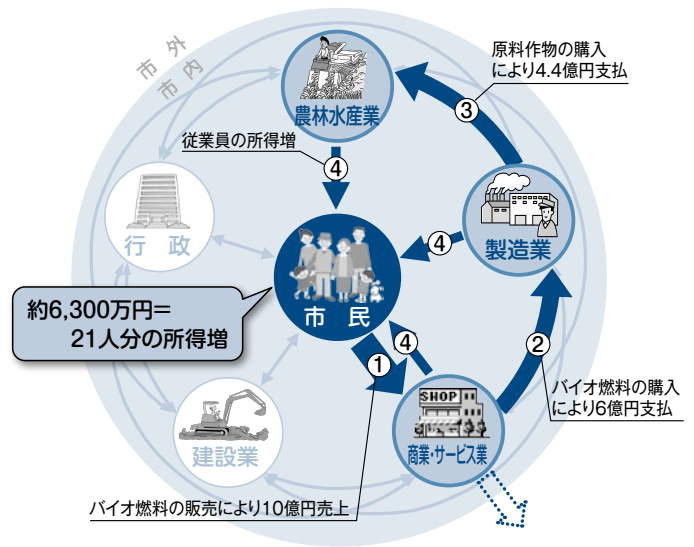 市外
市内
原料作物の購入
により4.4億円支払
農林水産業
③
従業員の所得増
④
行政
製造業
④
市民
約6,300万円＝
21人分の所得増
④
①
②
SHOP
バイオ燃料の購入
により6億円支払
建設業
商業・サービス業
バイオ燃料の販売により10億円売上